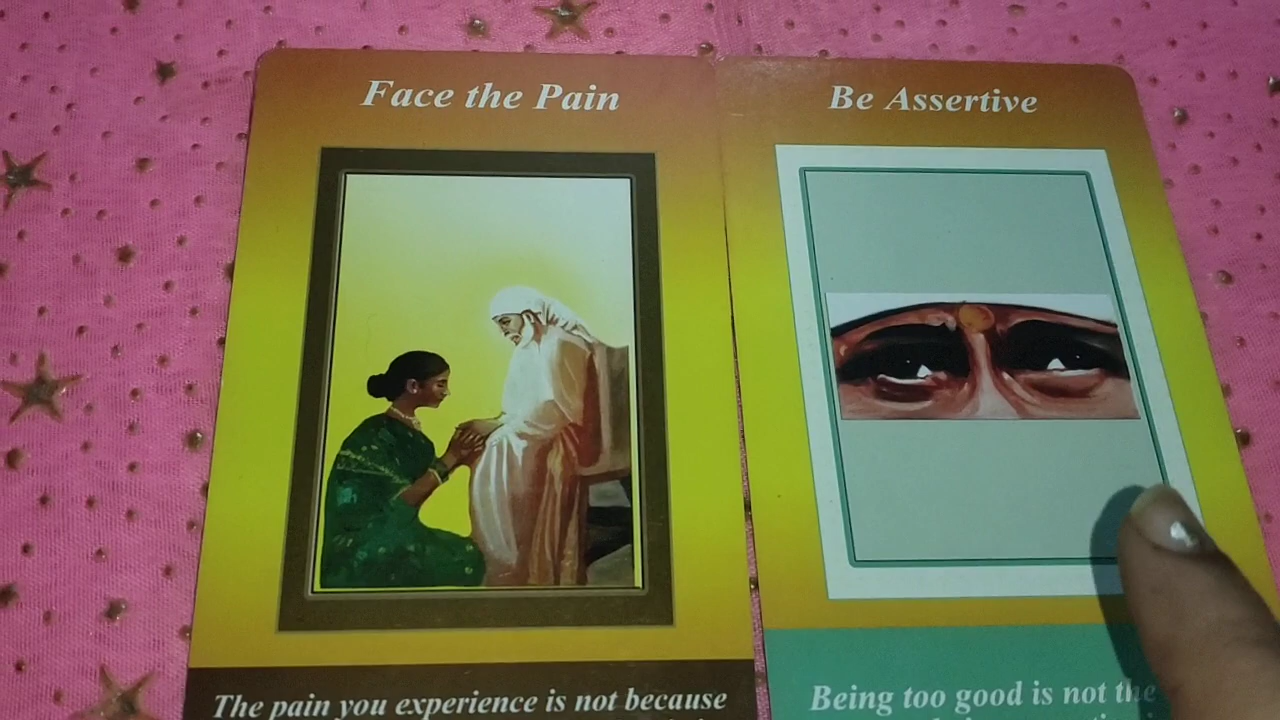 Face the Pain
Be Assertive
The pain you experience is not because
Being too good is not the